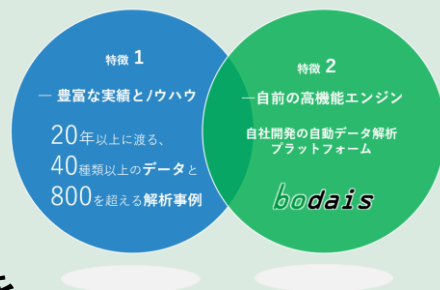 特徴 1
― 豊富な実績とノウハウ
20年以上に渡る、
40種類以上のデータと
800を超える解析事例
特徴 2
―自前の高機能エンジン
自社開発の自動データ解析
プラットフォーム
bodais